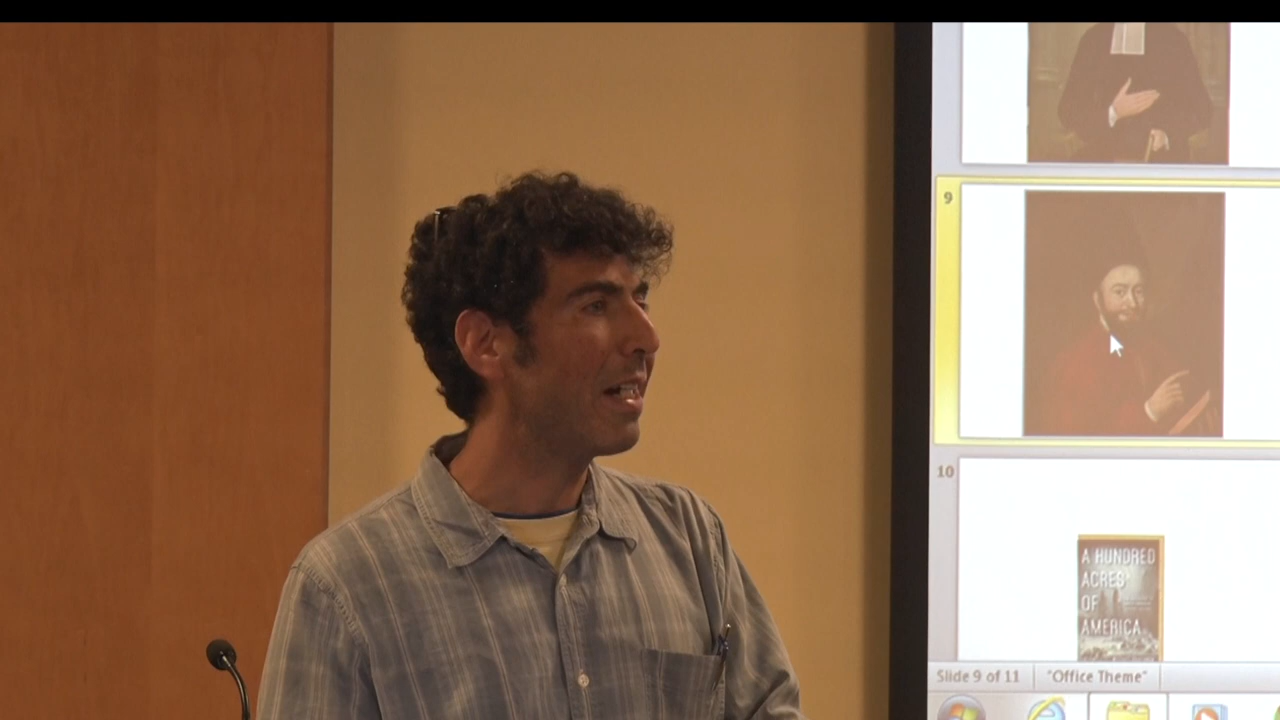 9
10
A HUNDRED
ACRES
OF
AMERICA
Slide 9 of 11
"Office Theme"